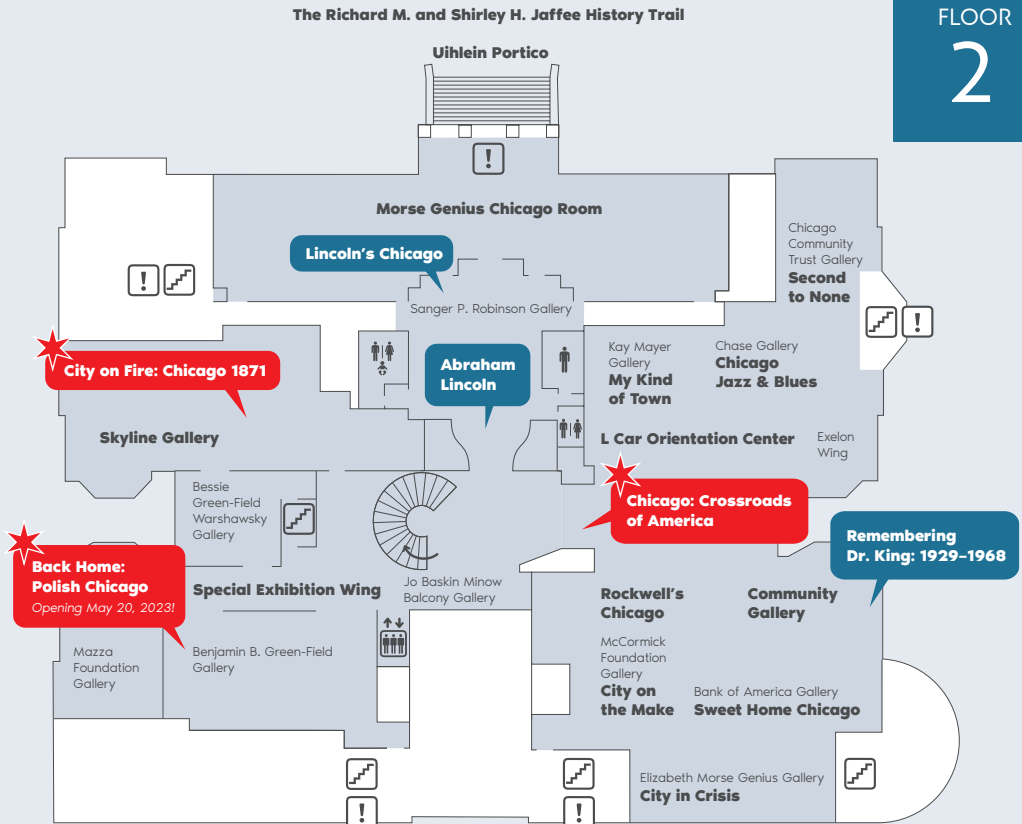 The Richard M. and Shirley H. Jaffee History Trail
FLOOR
2
Uihlein Portico
!
Morse Genius Chicago Room
Lincoln's Chicago
Sanger P. Robinson Gallery
Chicago
Community
Trust Gallery
Second
to None
!
!
City on Fire: Chicago 1871
Abraham
Lincoln
Kay Mayer
Gallery
My Kind
of Town
Chase Gallery
Chicago
Jazz & Blues
Skyline Gallery
L Car Orientation Center
Exelon
Wing
Bessie
Green-Field
Warshawsky
Gallery
Chicago: Crossroads
of America
Remembering
Dr. King: 1929–1968
Back Home:
Polish Chicago
Opening May 20, 2023!
Special Exhibition Wing
Jo Baskin Minow
Balcony Gallery
Rockwell's
Chicago
Community
Gallery
Mazza
Foundation
Gallery
Benjamin B. Green-Field
Gallery
McCormick
Foundation
Gallery
City on
the Make
Bank of America Gallery
Sweet Home Chicago
Elizabeth Morse Genius Gallery
City in Crisis
!
!